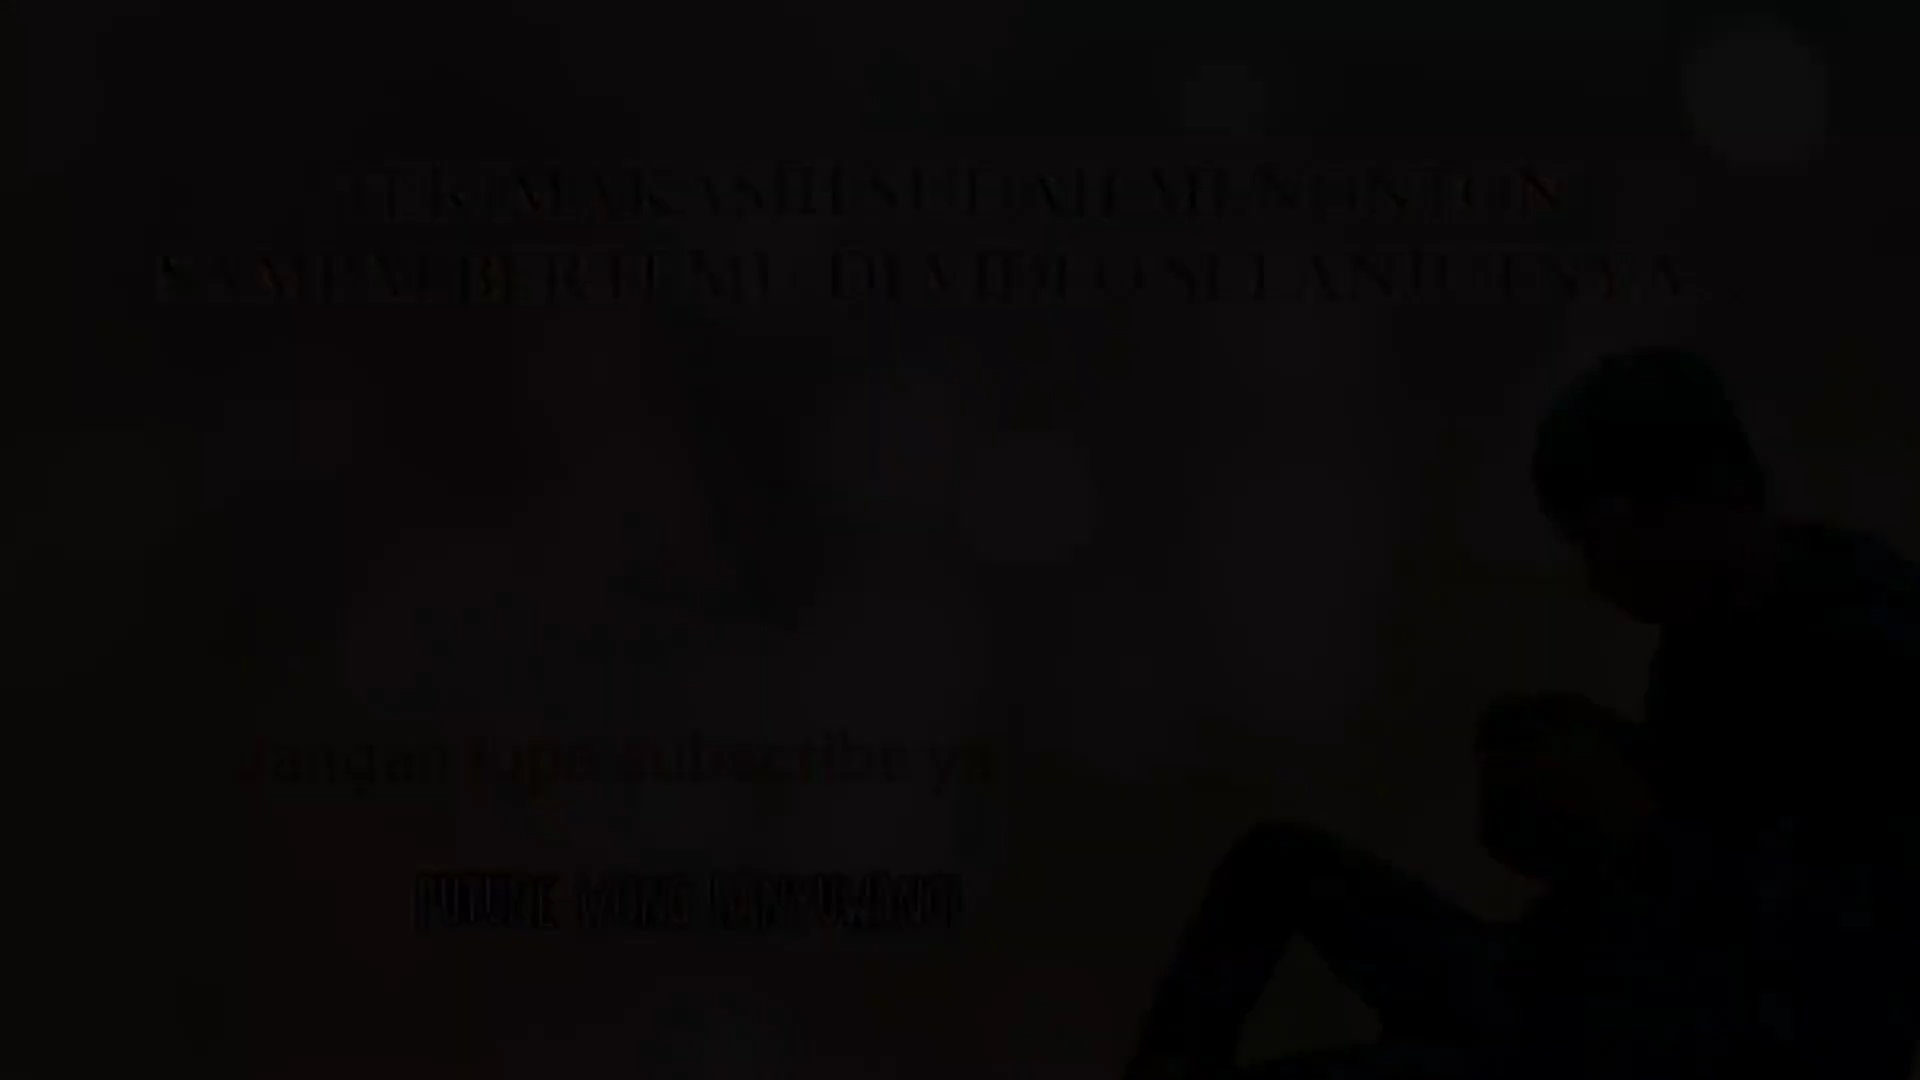 TERIMAKASIH SUDAH MENONTON
SAMPAI BERTEMU DI VIDEO SELANJUTNYA...
Jangan lupa subscribe ya